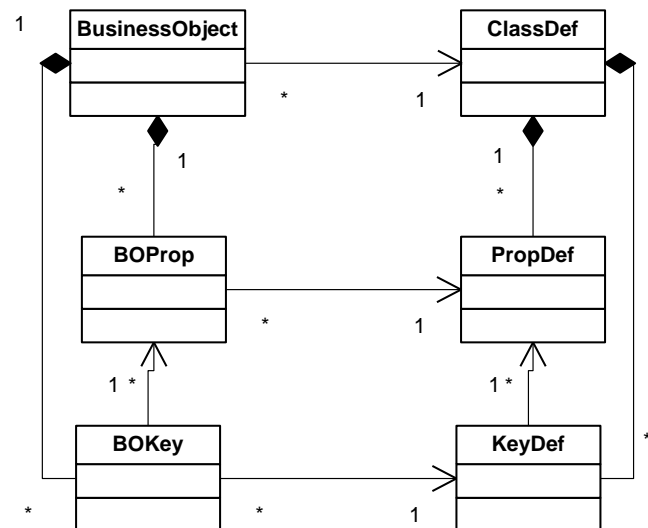 1 BusinessObject ClassDef
* 1
1 1
* *
BOProp PropDef
* 1
1 * 1 *
BOKey KeyDef *
* * 1